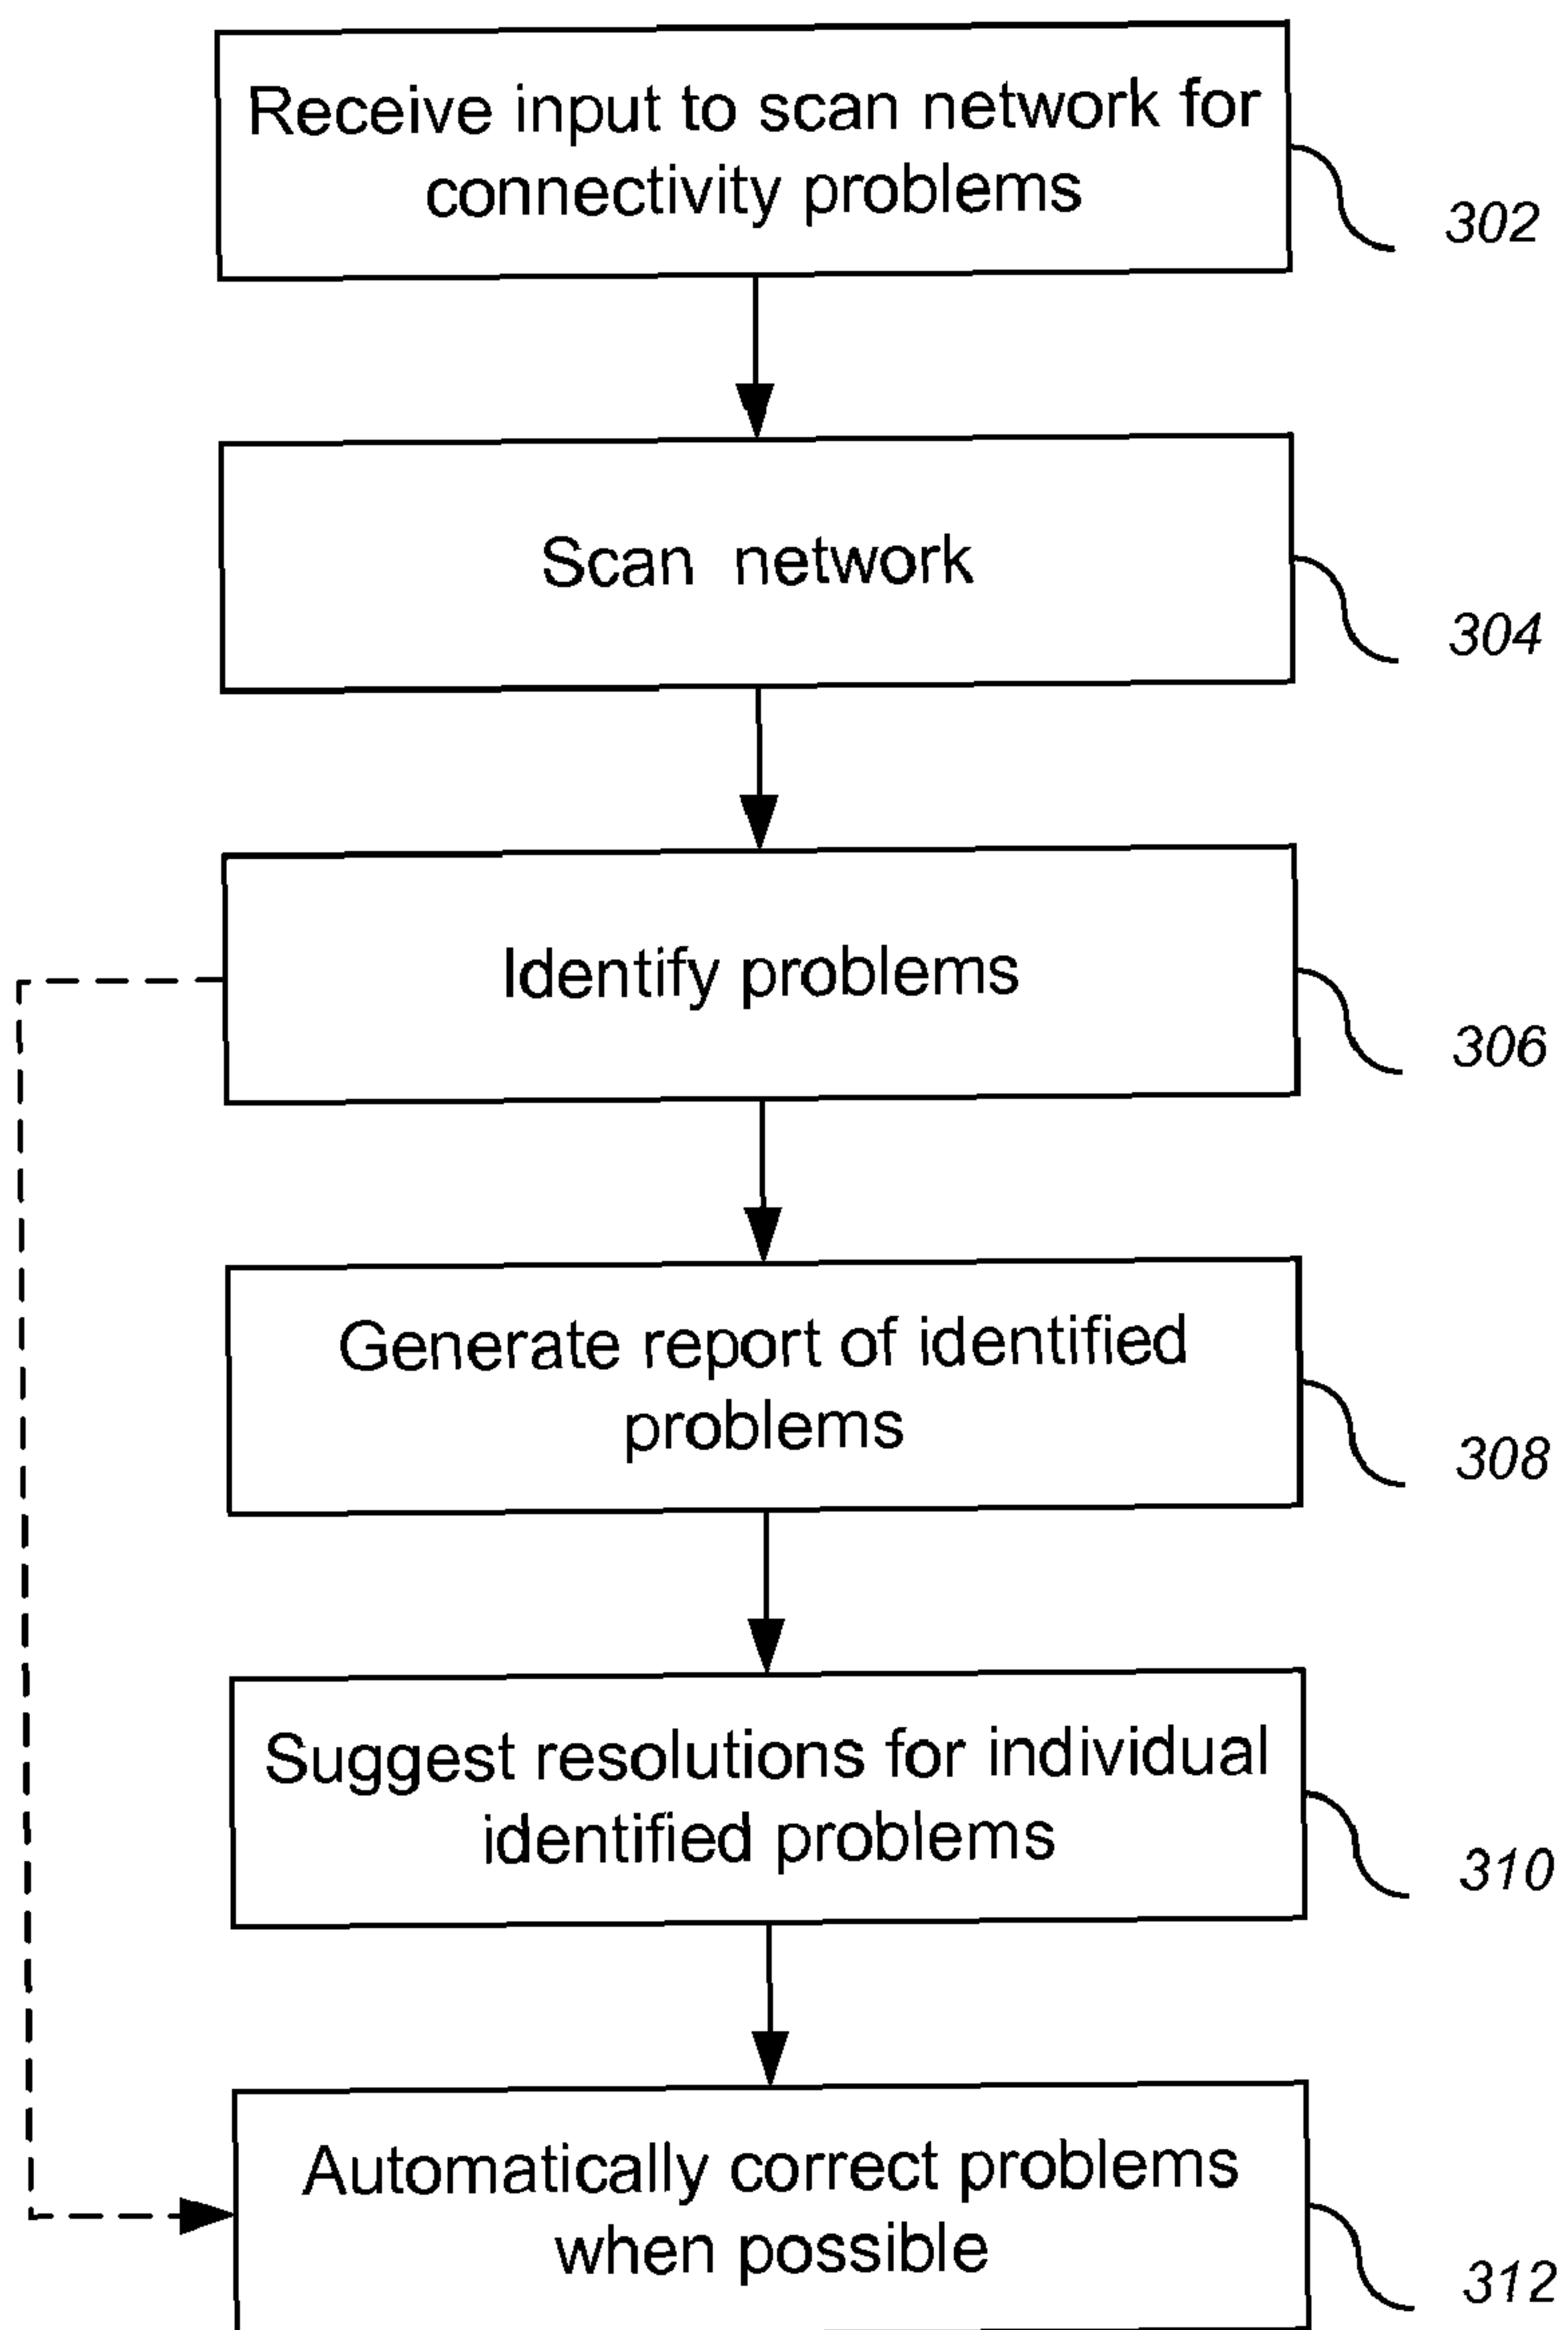 Receive input to scan network for
connectivity problems
302
Scan network
304
Identify problems
306
Generate report of identified
problems
308
Suggest resolutions for individual
identified problems
310
Automatically correct problems
when possible
312